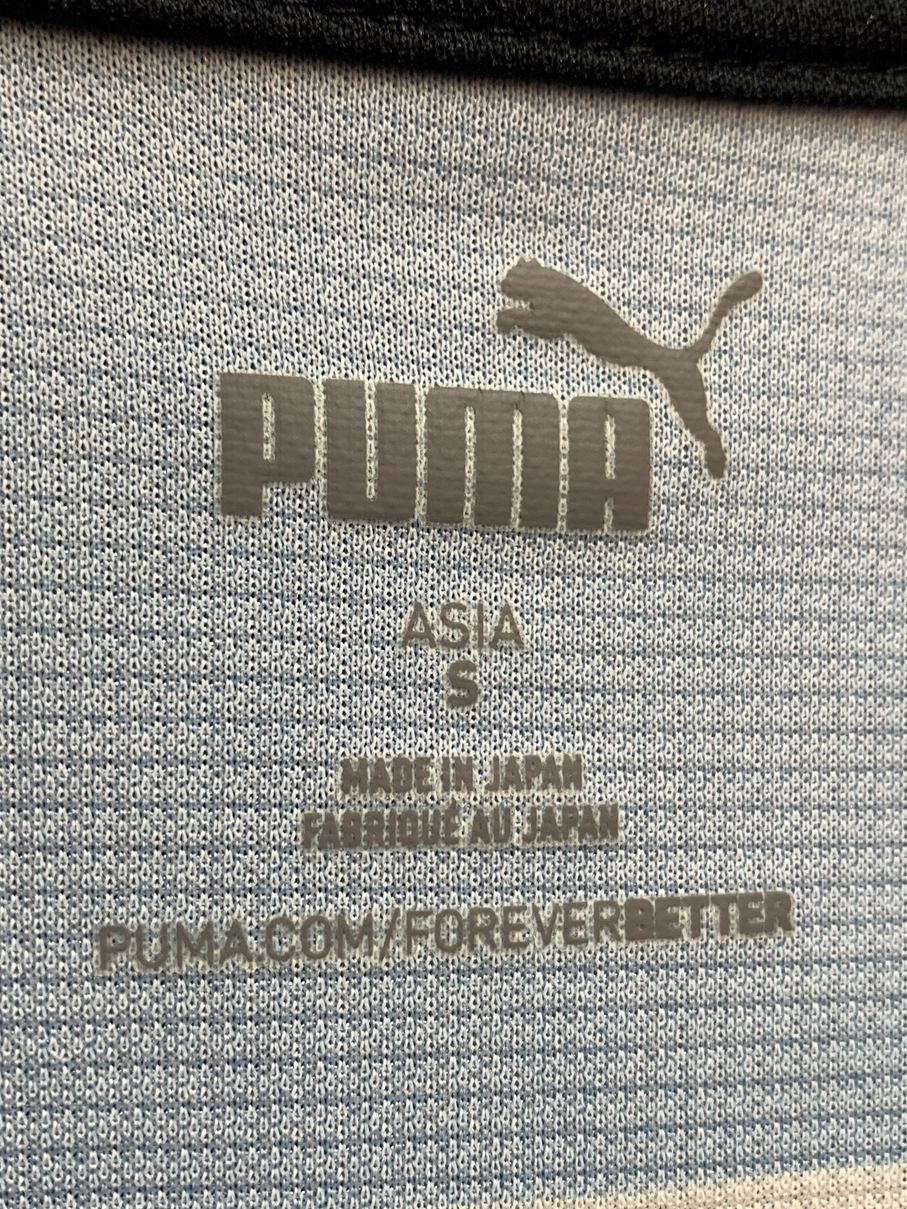 PUMA
ASIA
S
MADE IN JAPAN
FABRIQUÉ AU JAPAN
PUMA.COM/FOREVERBETTER